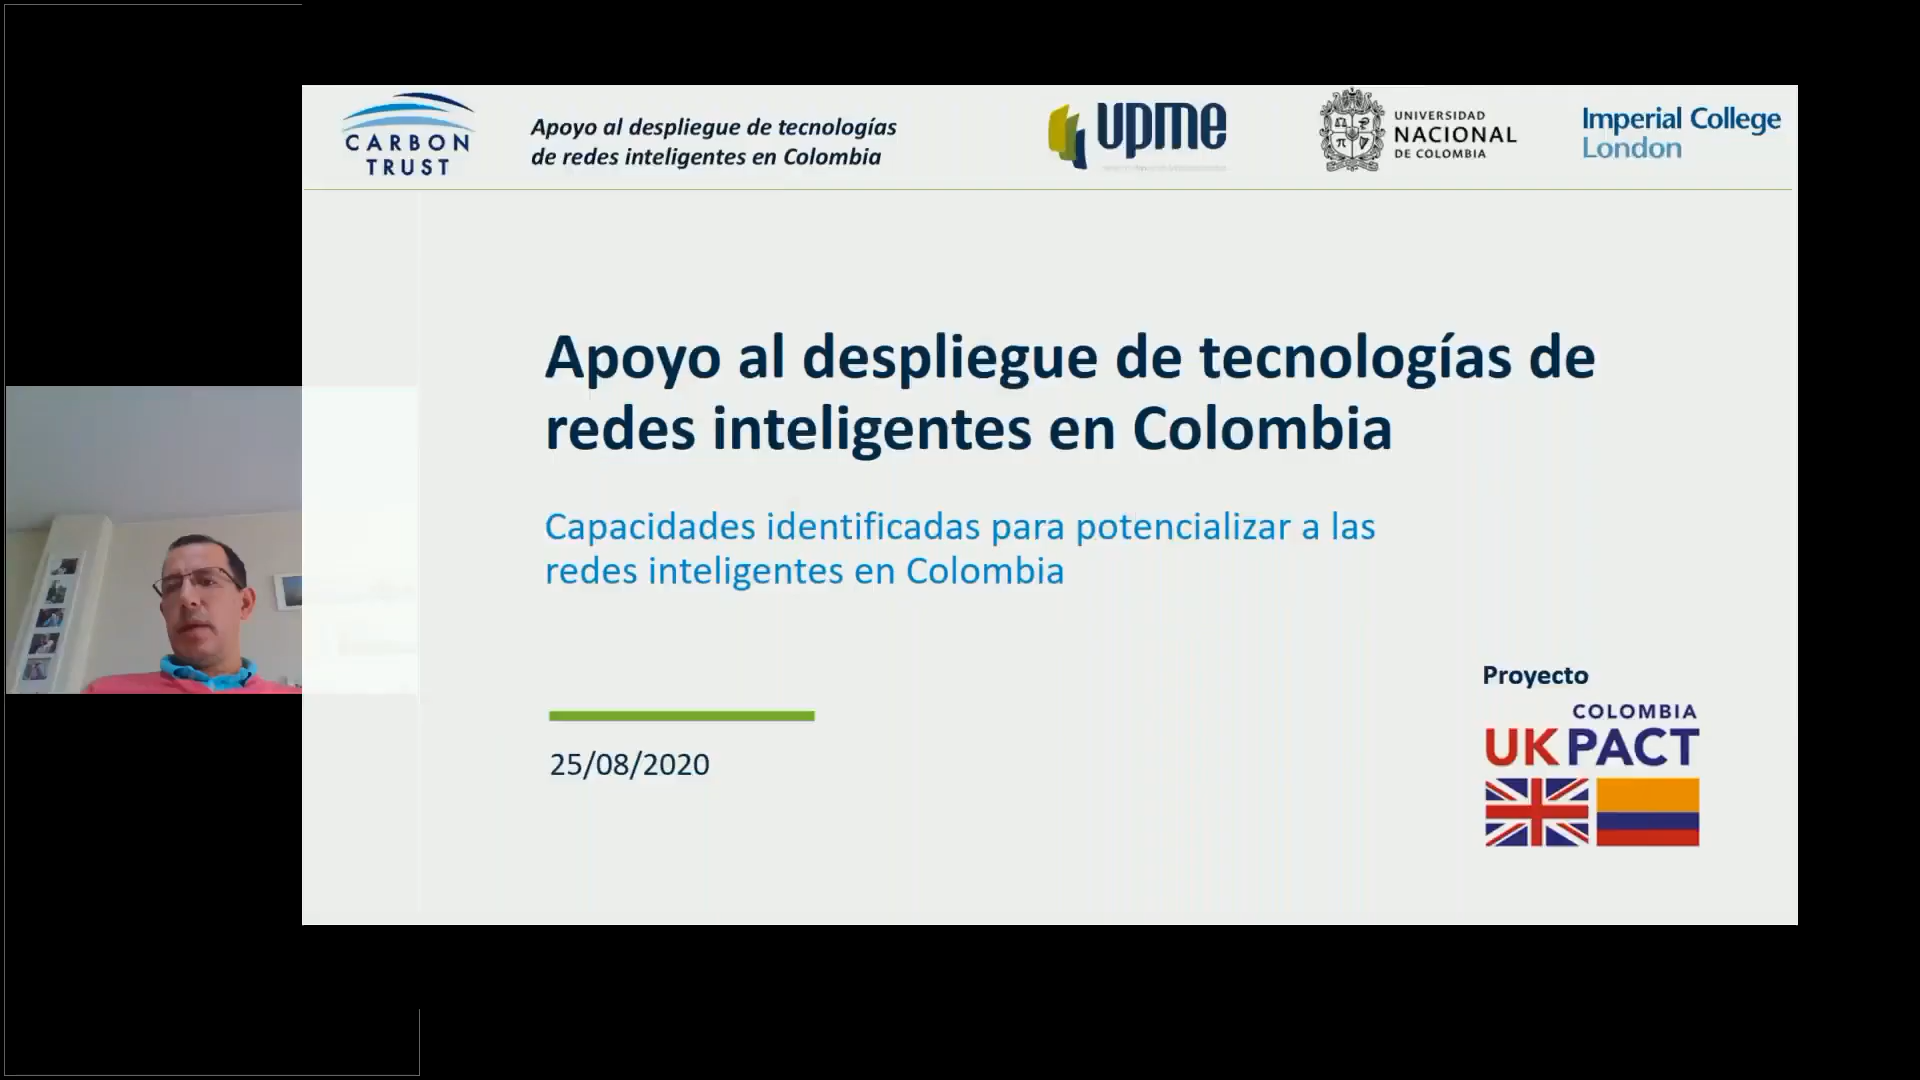 CARBON
TRUST
Apoyo al despliegue de tecnologías
de redes inteligentes en Colombia
upme
UNIVERSIDAD
NACIONAL
DE COLOMBIA
Imperial College
London
Apoyo al despliegue de tecnologías de
redes inteligentes en Colombia
Capacidades identificadas para potencializar a las
redes inteligentes en Colombia
25/08/2020
Proyecto
COLOMBIA
UK PACT